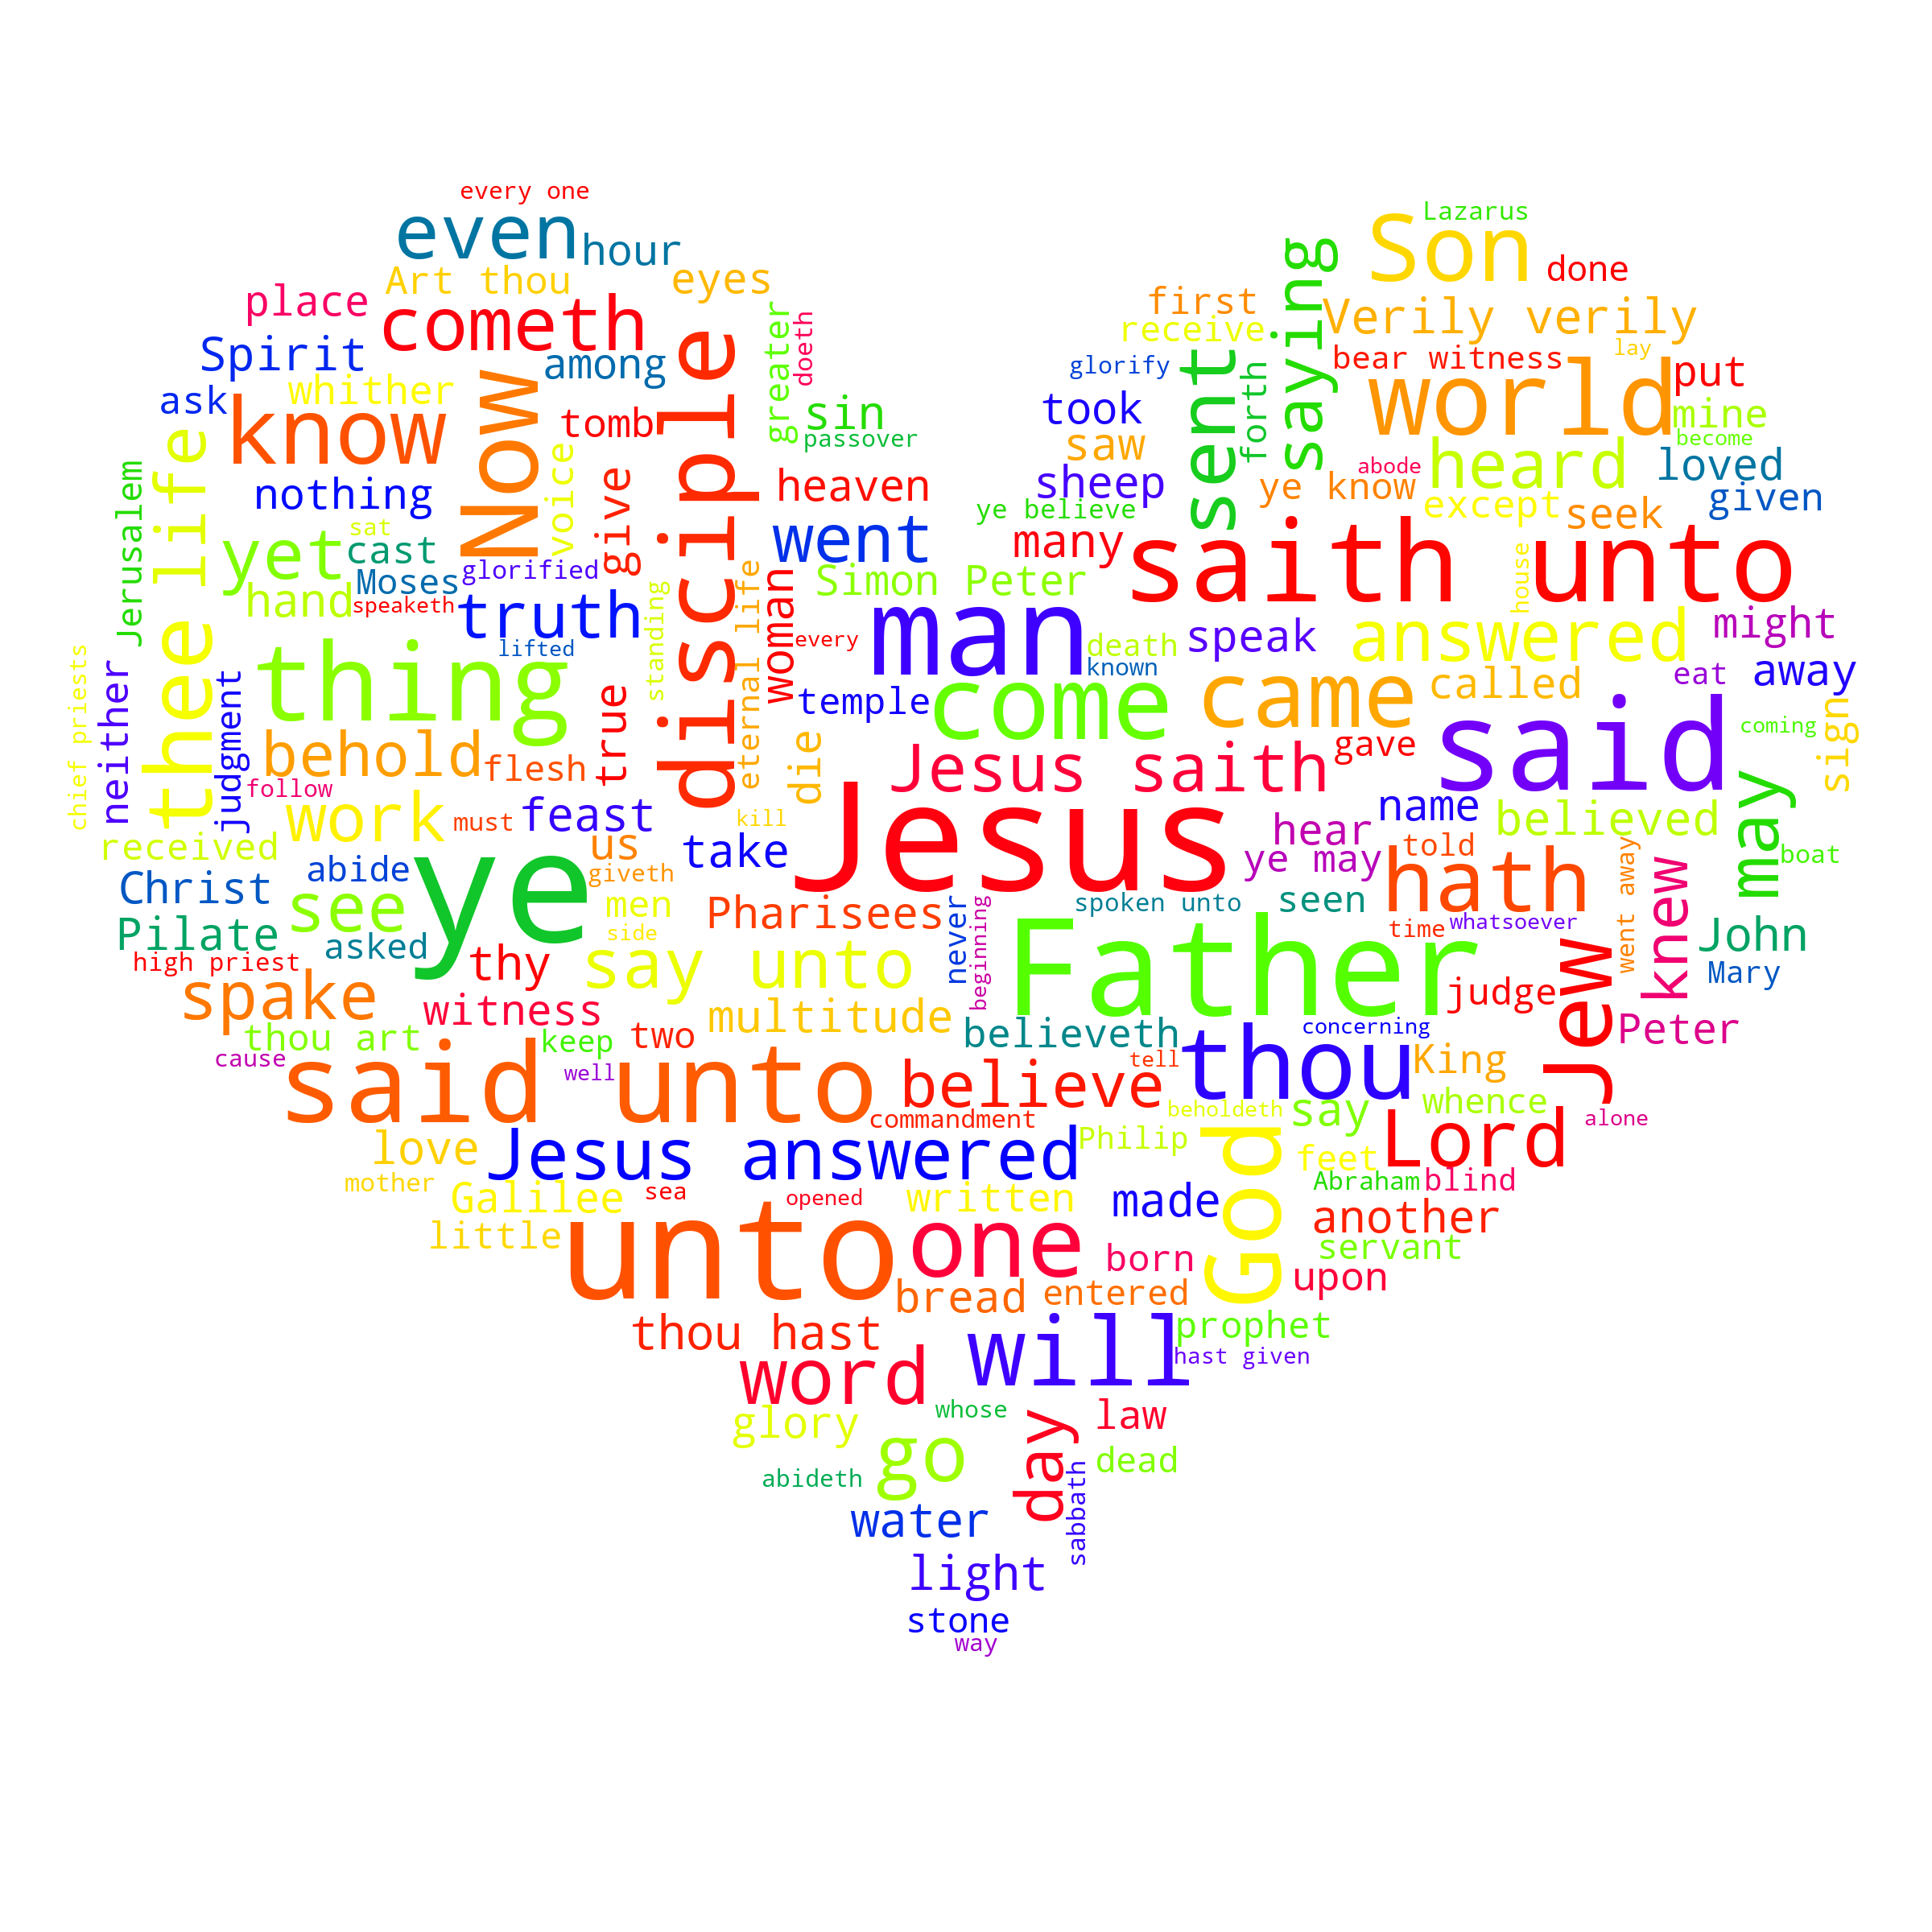 every one
Lazarus
even
hour
Son
done
Art thou
eyes
saying
place
cometh
first
Verily verily
receive
Spirit
among
greater
doeth
glorify
sent
forth
bear witness
lay
ask
whither
know
Now
tomb
disciple
sin
passover
took
saw
world
put
mine
become
thee
life
nothing
voice
give
heaven
sheep
ye know
abode
heard
loved
except
given
Jerusalem
sat
yet
cast
went
ye believe
many
saith unto
seek
Moses
glorified
hand
speaketh
truth
lifted
standing
eternal life
woman
Simon Peter
man
every
death
known
speak
house
answered
might
chief priests
neither
judgment
thing
true
temple
come
came
called
eat
away
behold
flesh
follow
die
Jesus saith
gave
said
coming
sign
work
must
feast
us
kill
take
Jesus
hear
name
believed
may
received
abide
giveth
ye may
told
boat
Christ
see
ye
men
Pharisees
never
beginning
spoken unto
seen
hath
went away
knew
Pilate
asked
side
Father
time
whatsoever
John
high priest
thy
say unto
Mary
spake
witness
multitude
judge
Jew
thou art
keep
two
believeth
concerning
Peter
cause
said unto
well
believe
tell
thou
King
commandment
beholdeth
say
whence
alone
love
Jesus answered
Philip
God
feet
Lord
mother
Galilee
sea
opened
written
made
Abraham
blind
little
unto
one
born
another
servant
bread
entered
upon
thou hast
will
prophet
hast given
word
glory
whose
day
law
go
dead
abideth
sabbath
water
light
stone
way